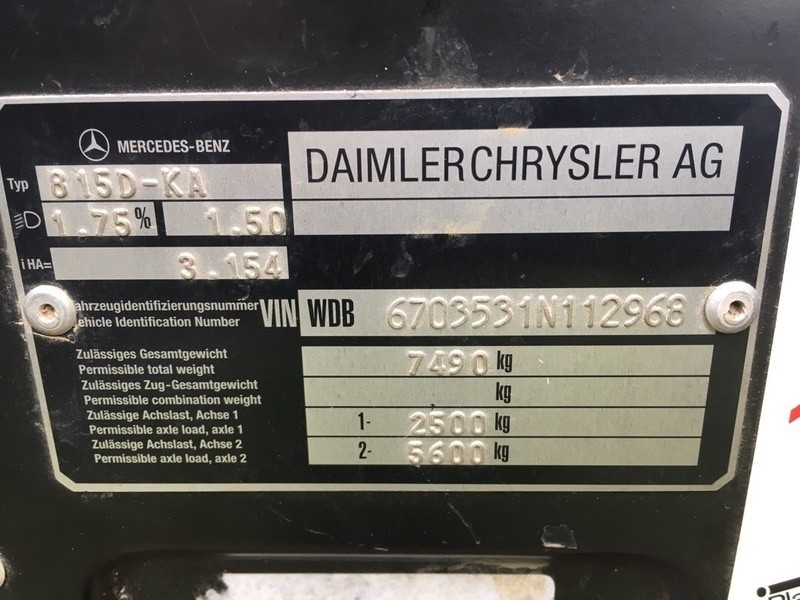 MERCEDES-BENZ
DAIMLERCHRYSLER AG
Typ 815D-KA
1.75% 1.50
i HA= 3.154
ahrzeugidentifizierungsnummer
ehicle Identification Number VIN WDB 6703531N112968
Zulässiges Gesamtgewicht
Permissible total weight 7490 kg
Zulässiges Zug-Gesamtgewicht
Permissible combination weight kg
Zulässige Achslast, Achse 1
Permissible axle load, axle 1 1- 2500 kg
Zulässige Achslast, Achse 2
Permissible axle load, axle 2 2- 5600 kg